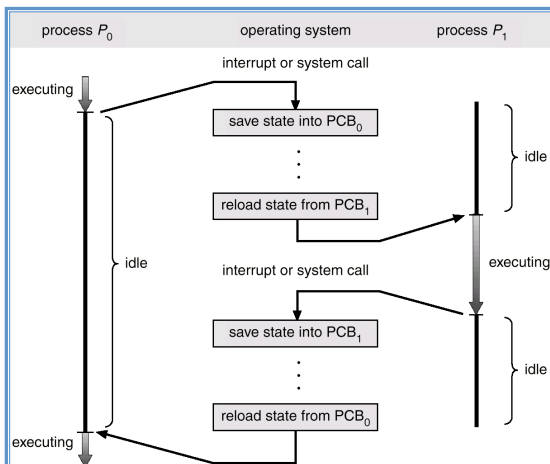 process P0 operating system process P1
interrupt or system call
executing
save state into PCB0
idle
reload state from PCB1
idle
executing
interrupt or system call
save state into PCB1
idle
reload state from PCB0
executing